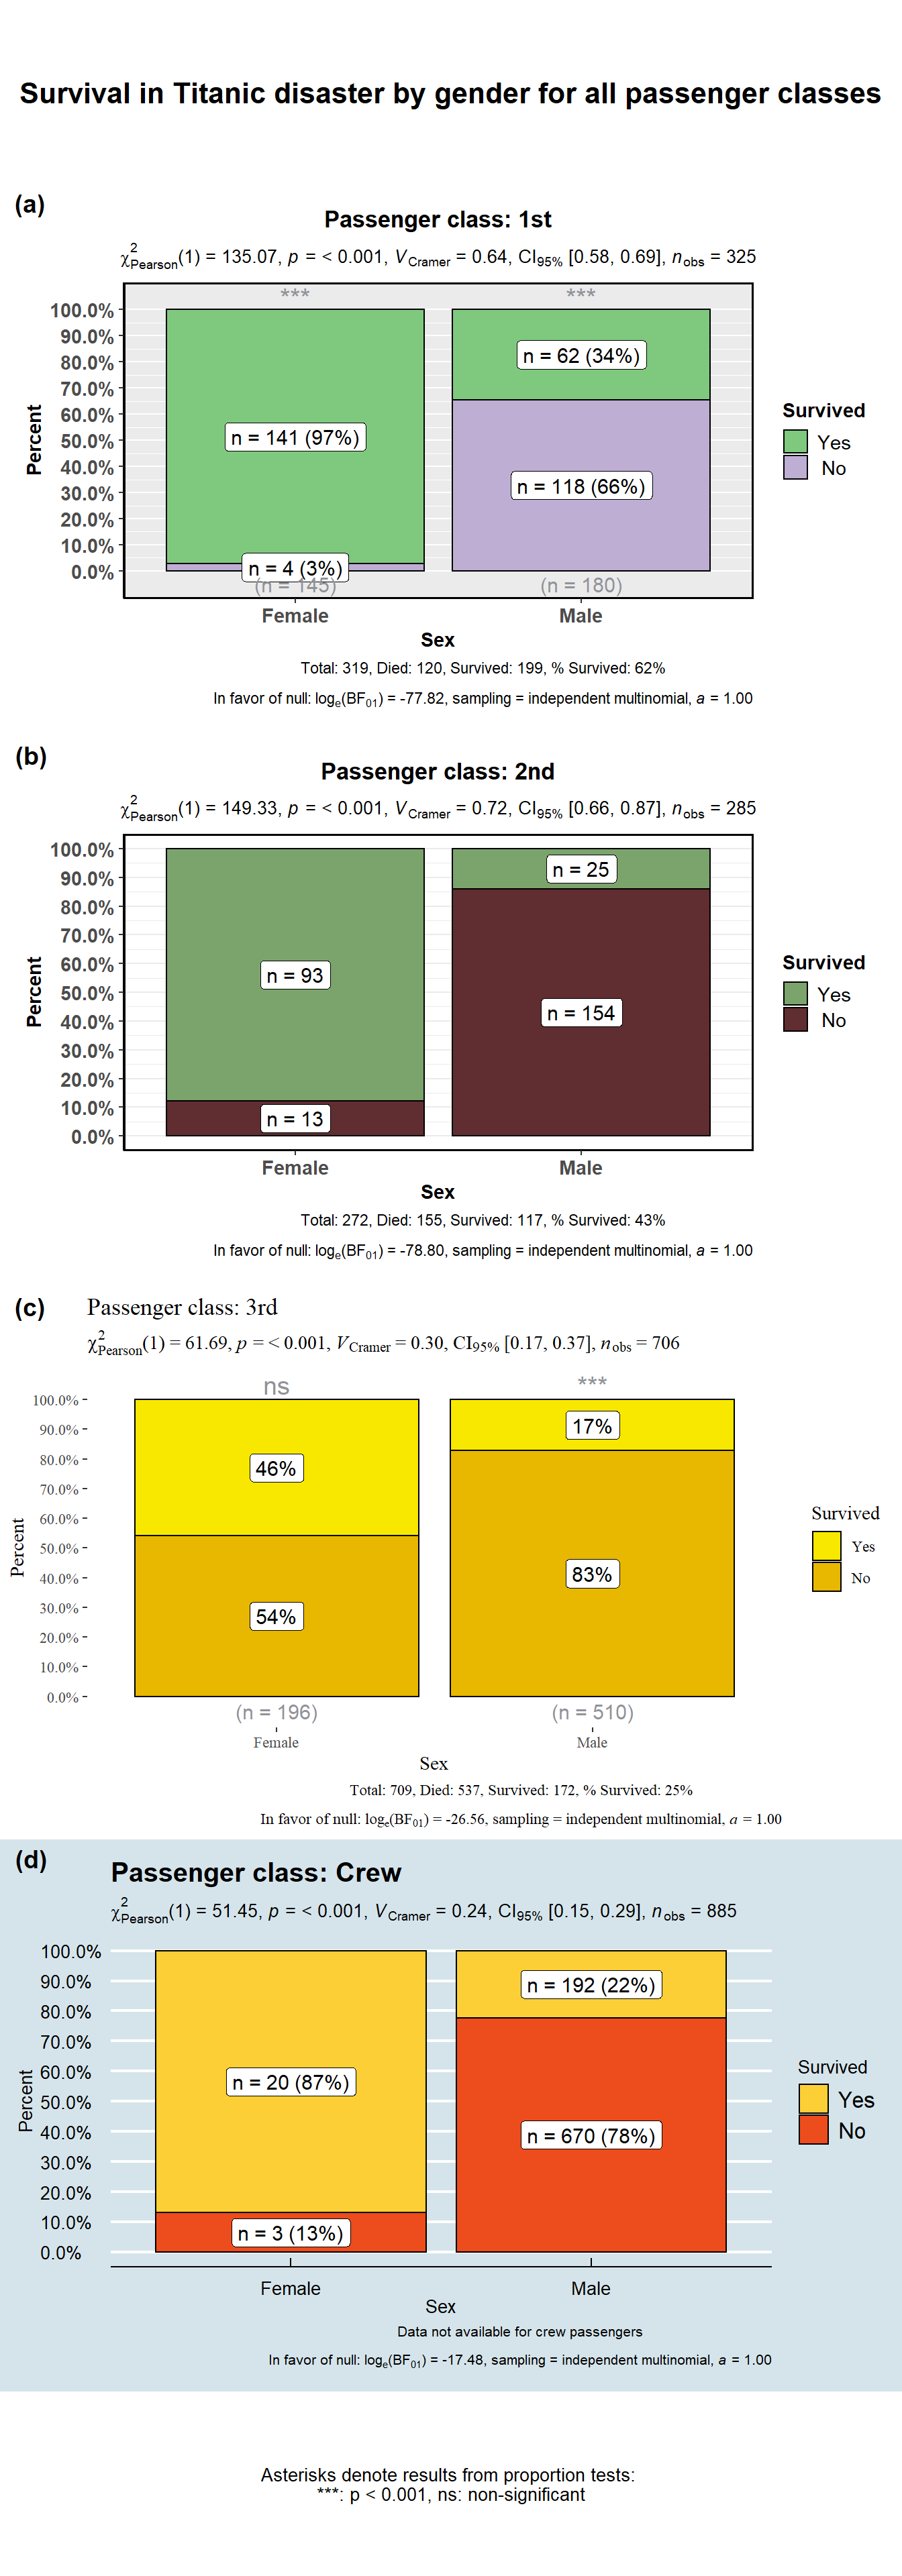 Survival in Titanic disaster by gender for all passenger classes
(a)
Passenger class: 1st
χ²Pearson(1) = 135.07, p = < 0.001, VCramer = 0.64, CI95% [0.58, 0.69], nobs = 325
*** ***
100.0%
90.0%
80.0%
70.0%
60.0%
50.0%
40.0%
30.0%
20.0%
10.0%
0.0%
Percent
n = 62 (34%)
n = 141 (97%)
n = 118 (66%)
n = 4 (3%)
(n = 145) (n = 180)
Female Male
Sex
Survived
Yes
No
Total: 319, Died: 120, Survived: 199, % Survived: 62%
In favor of null: loge(BF01) = -77.82, sampling = independent multinomial, a = 1.00
(b)
Passenger class: 2nd
χ²Pearson(1) = 149.33, p = < 0.001, VCramer = 0.72, CI95% [0.66, 0.87], nobs = 285
100.0%
90.0%
80.0%
70.0%
60.0%
50.0%
40.0%
30.0%
20.0%
10.0%
0.0%
Percent
n = 25
n = 93
n = 154
n = 13
Female Male
Sex
Survived
Yes
No
Total: 272, Died: 155, Survived: 117, % Survived: 43%
In favor of null: loge(BF01) = -78.80, sampling = independent multinomial, a = 1.00
(c)
Passenger class: 3rd
χ²Pearson(1) = 61.69, p = < 0.001, VCramer = 0.30, CI95% [0.17, 0.37], nobs = 706
ns ***
100.0%
90.0%
80.0%
70.0%
60.0%
50.0%
40.0%
30.0%
20.0%
10.0%
0.0%
Percent
17%
46%
83%
54%
(n = 196) (n = 510)
Female Male
Sex
Survived
Yes
No
Total: 709, Died: 537, Survived: 172, % Survived: 25%
In favor of null: loge(BF01) = -26.56, sampling = independent multinomial, a = 1.00
(d)
Passenger class: Crew
χ²Pearson(1) = 51.45, p = < 0.001, VCramer = 0.24, CI95% [0.15, 0.29], nobs = 885
100.0%
90.0%
80.0%
70.0%
60.0%
50.0%
40.0%
30.0%
20.0%
10.0%
0.0%
Percent
n = 192 (22%)
n = 20 (87%)
n = 670 (78%)
n = 3 (13%)
Female Male
Sex
Survived
Yes
No
Data not available for crew passengers
In favor of null: loge(BF01) = -17.48, sampling = independent multinomial, a = 1.00
Asterisks denote results from proportion tests:
***: p < 0.001, ns: non-significant